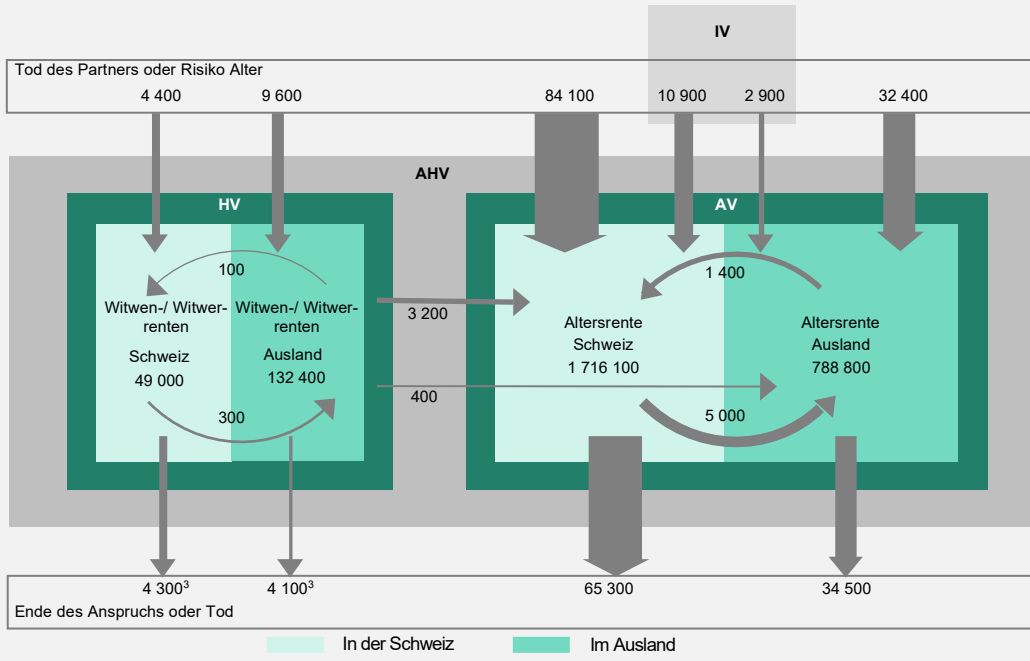 IV
Tod des Partners oder Risiko Alter
4 400 9 600 84 100 10 900 2 900 32 400
AHV
HV AV
100 1 400
Witwen-/ Witwer-
renten
Schweiz
49 000
Witwen-/ Witwer-
renten
Ausland
132 400
3 200
Altersrente
Schweiz
1 716 100
Altersrente
Ausland
788 800
400
300 5 000
4 300³ 4 100³ 65 300 34 500
Ende des Anspruchs oder Tod
In der Schweiz Im Ausland